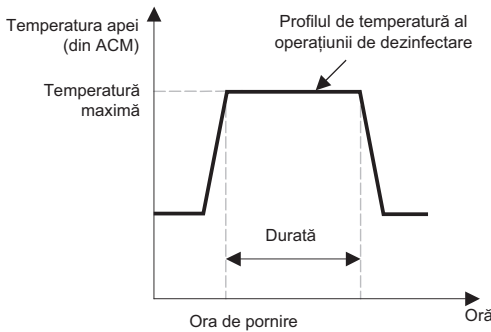 Temperatura apei
(din ACM)
Profilul de temperatură al
operațiunii de dezinfectare
Temperatură
maximă
Durată
Ora de pornire
Oră